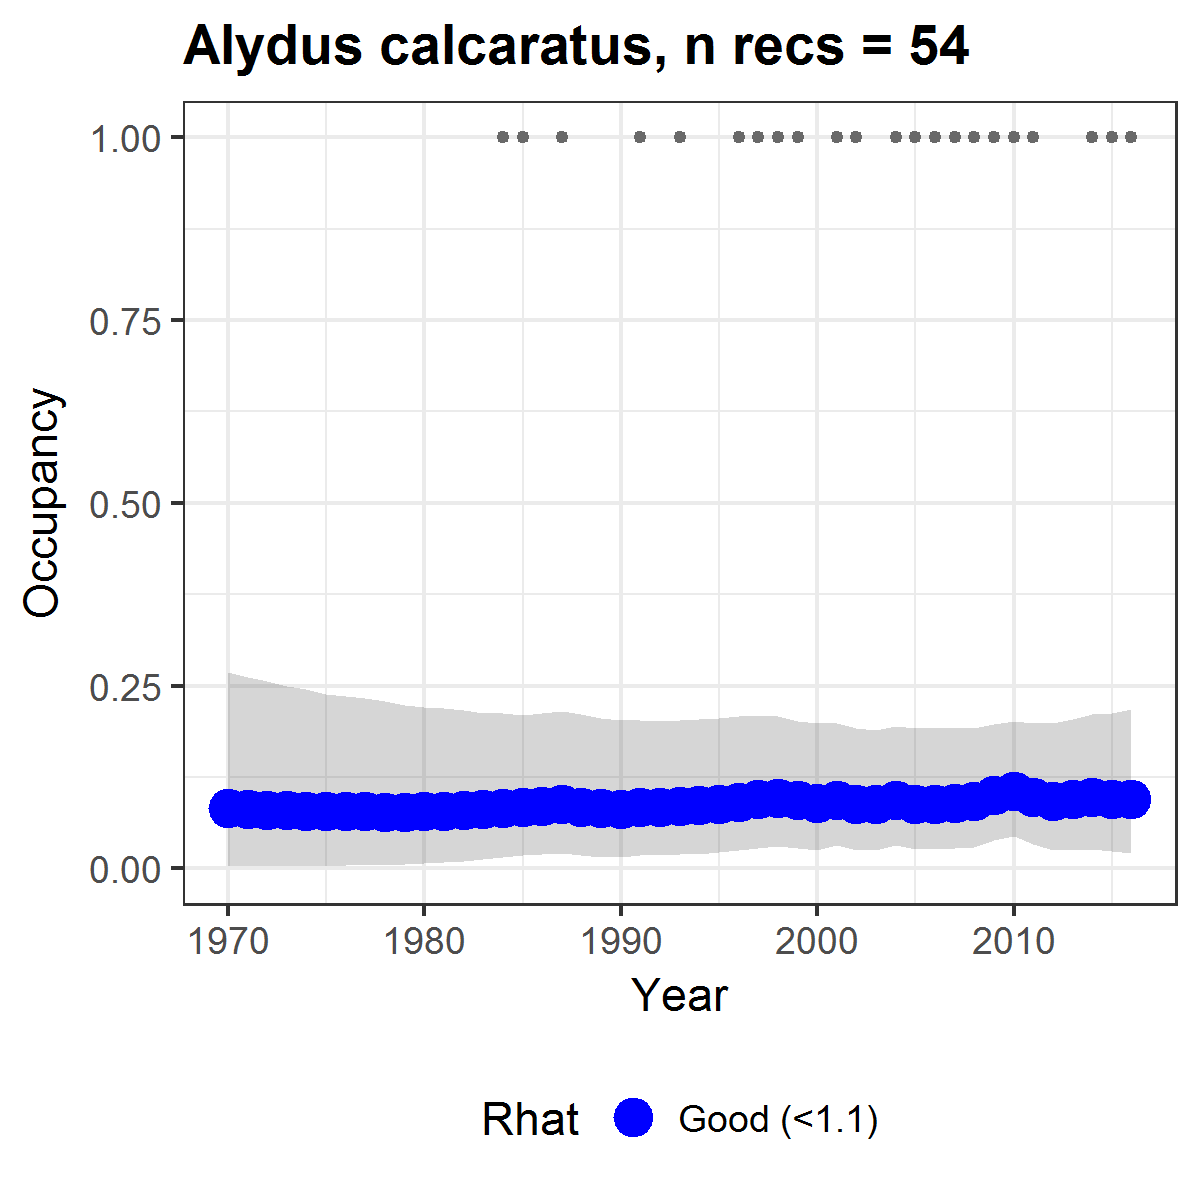 Alydus calcaratus, n recs = 54
1.00
0.75
0.50
0.25
0.00
Occupancy
1970 1980 1990 2000 2010
Year
Rhat Good (<1.1)